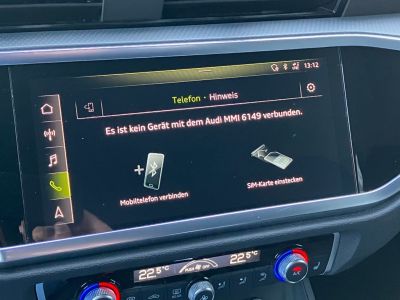 13:12
Telefon · Hinweis
Es ist kein Gerät mit dem Audi MMI 6149 verbunden.
Mobiltelefon verbinden
SIM-Karte einstecken
22.5°C
22.5°C
OFF
A/C